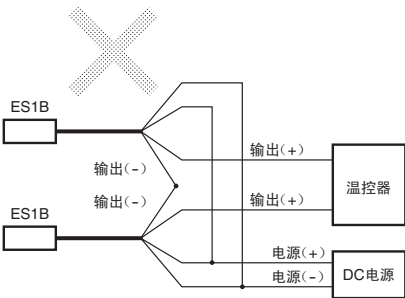 ES1B
输出(-)
输出(+)
温控器
输出(-)
输出(+)
ES1B
电源(+)
电源(-)
DC电源